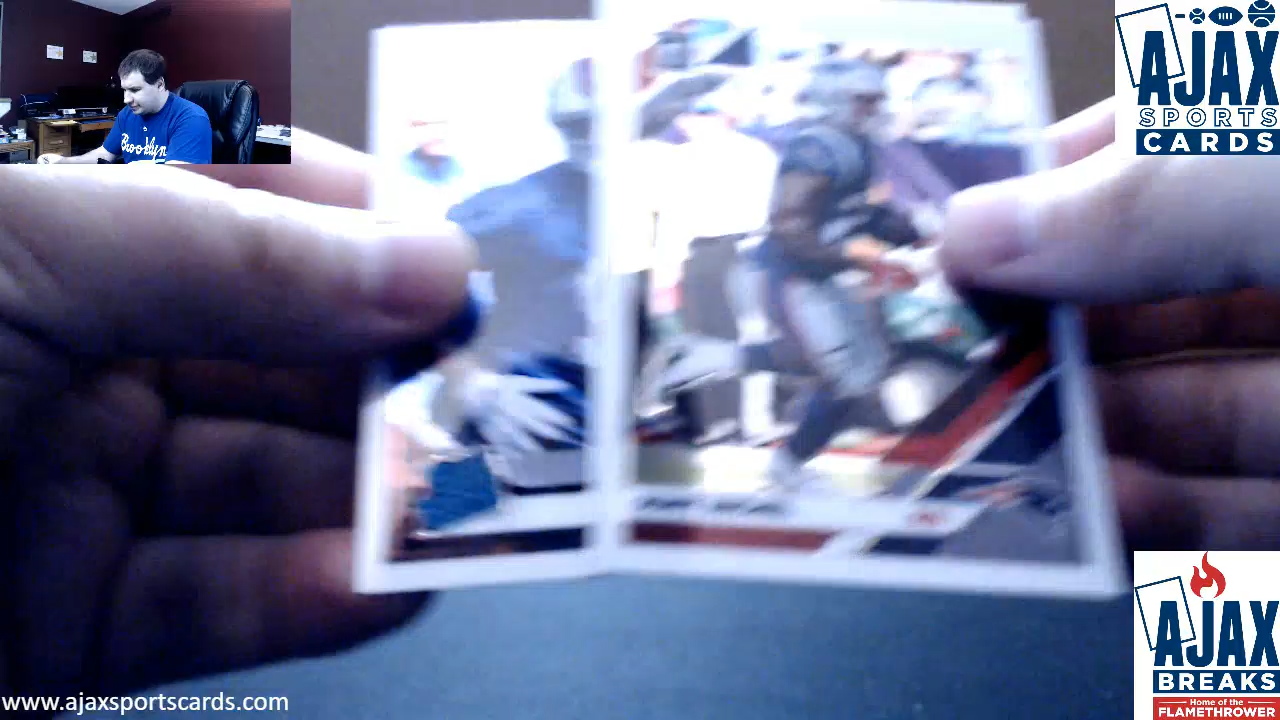 Brooklyn
AJAX
SPORTS
CARDS
AJAX
BREAKS
Home of the
FLAMETHROWER
www.ajaxsportscards.com